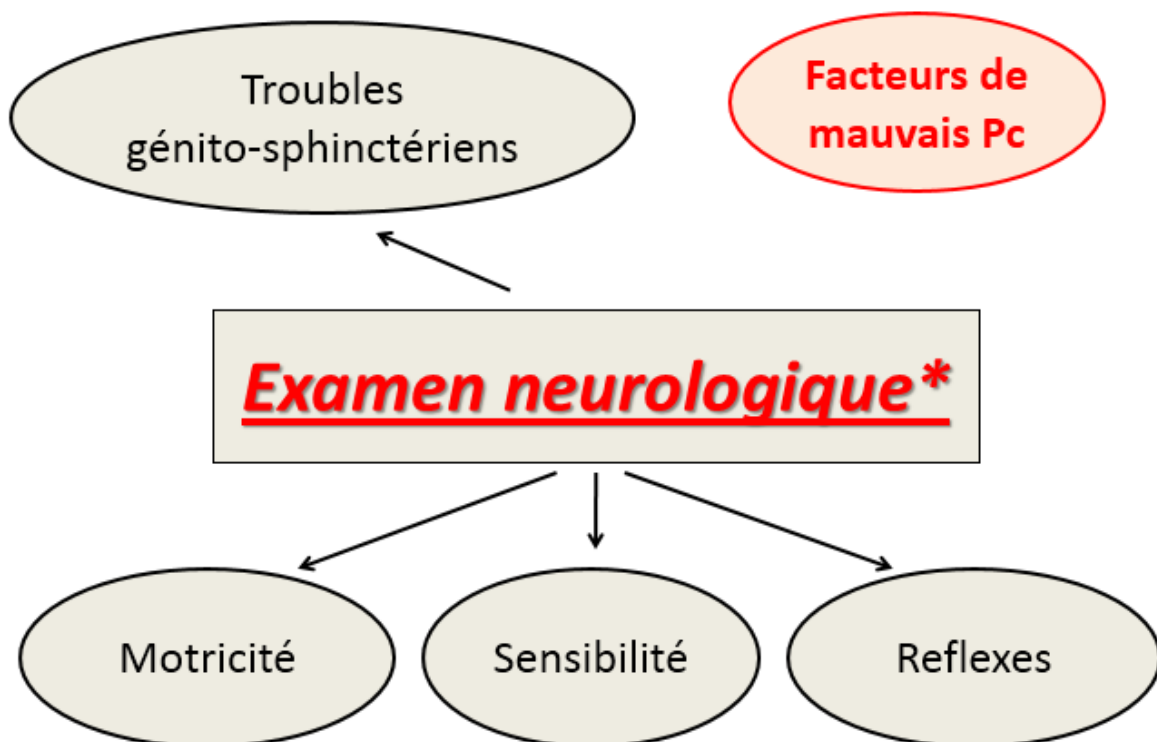 Troubles
génito-sphinctériens
Facteurs de
mauvais Pc
Examen neurologique*
Motricité
Sensibilité
Reflexes